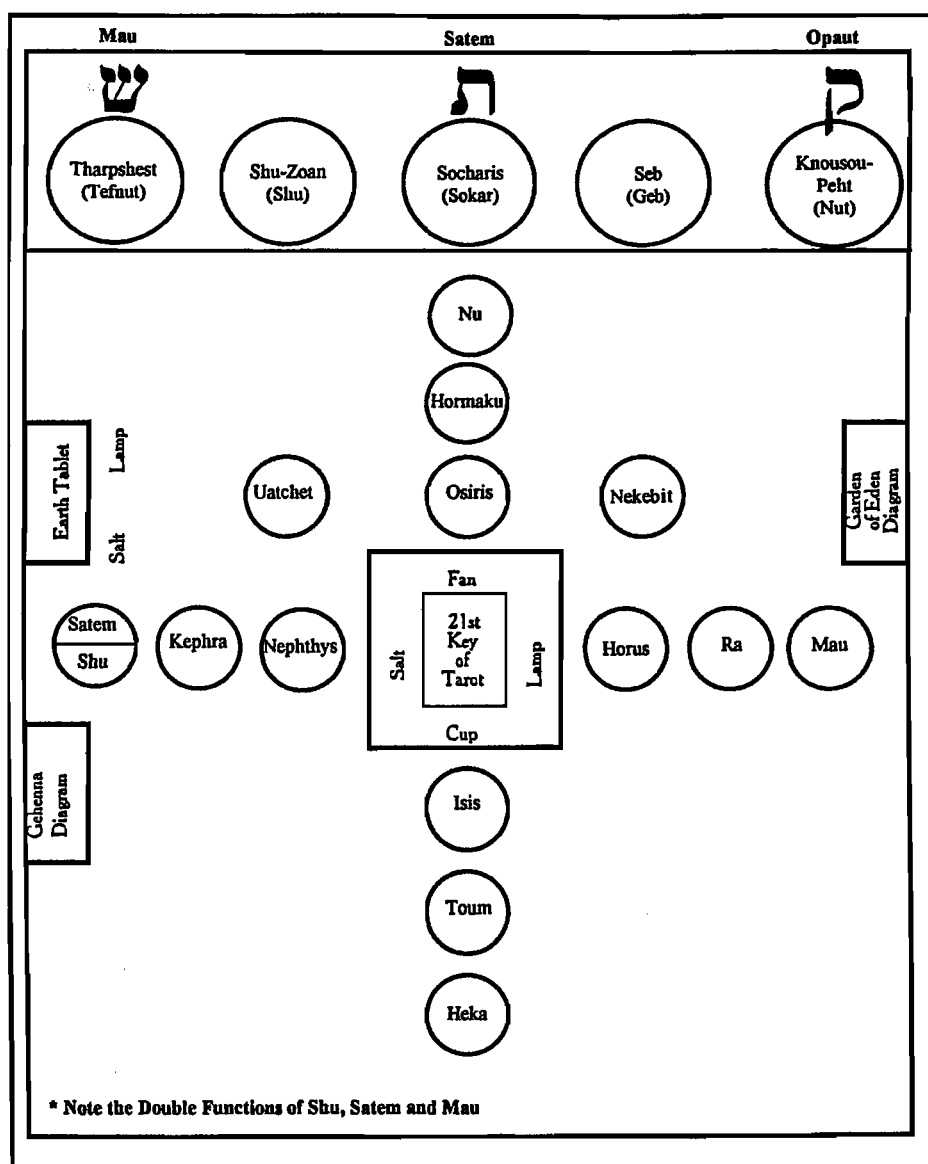 Mau Satem Opaut
ש ת ק
Tharpshest
(Tefnut)
Shu-Zoan
(Shu)
Socharis
(Sokar)
Seb
(Geb)
Knousou-
Peht
(Nut)
Nu
Hormaku
Earth Tablet
Salt Lamp
Uatchet
Osiris
Nekebit
Garden
of Eden
Diagram
Satem
Shu
Kephra
Nephthys
Fan
Salt
21st
Key
of
Tarot
Lamp
Cup
Horus
Ra
Mau
Gehenna
Diagram
Isis
Toum
Heka
* Note the Double Functions of Shu, Satem and Mau